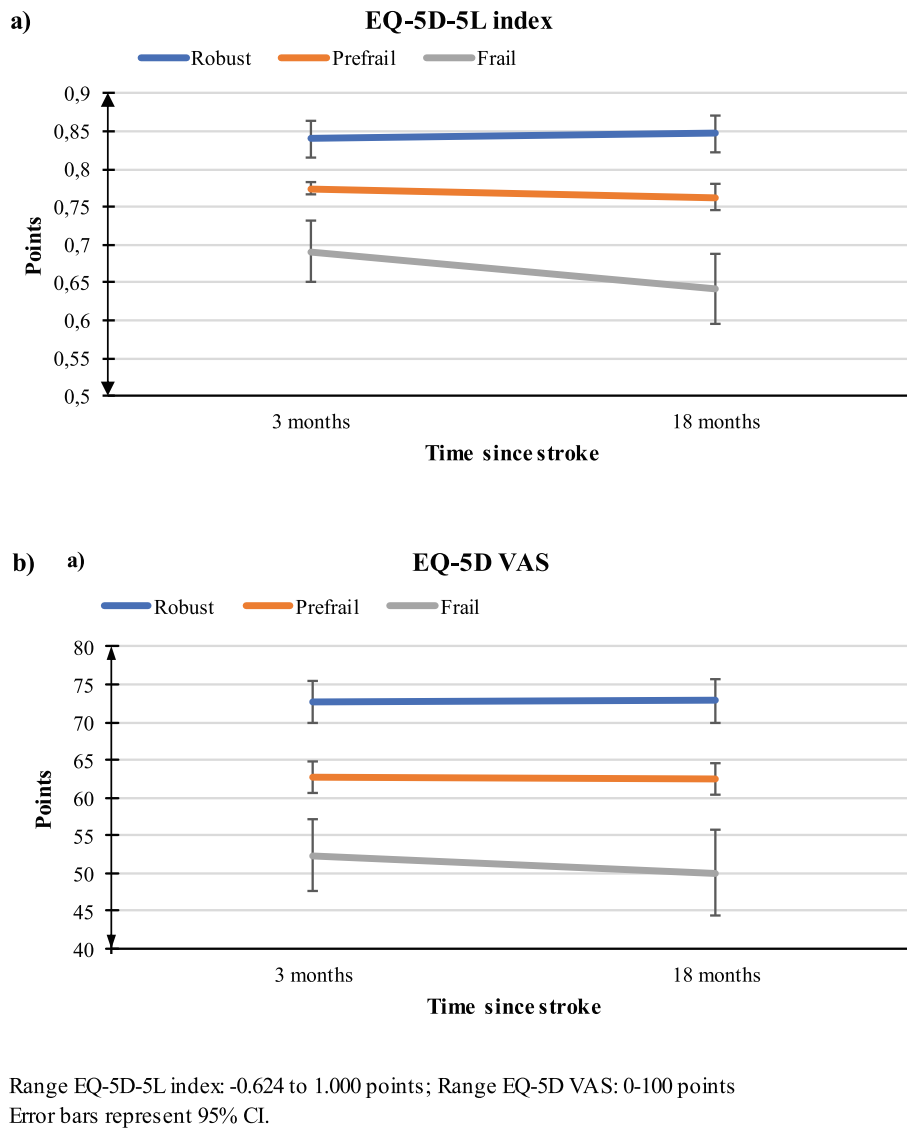 a)
EQ-5D-5L index
Robust Prefrail Frail
0,9
0,85
0,8
0,75
0,7
0,65
0,6
0,55
0,5
Points
3 months 18 months
Time since stroke
b) a) EQ-5D VAS
Robust Prefrail Frail
80
75
70
65
60
55
50
45
40
Points
3 months 18 months
Time since stroke
Range EQ-5D-5L index: -0.624 to 1.000 points; Range EQ-5D VAS: 0-100 points
Error bars represent 95% CI.